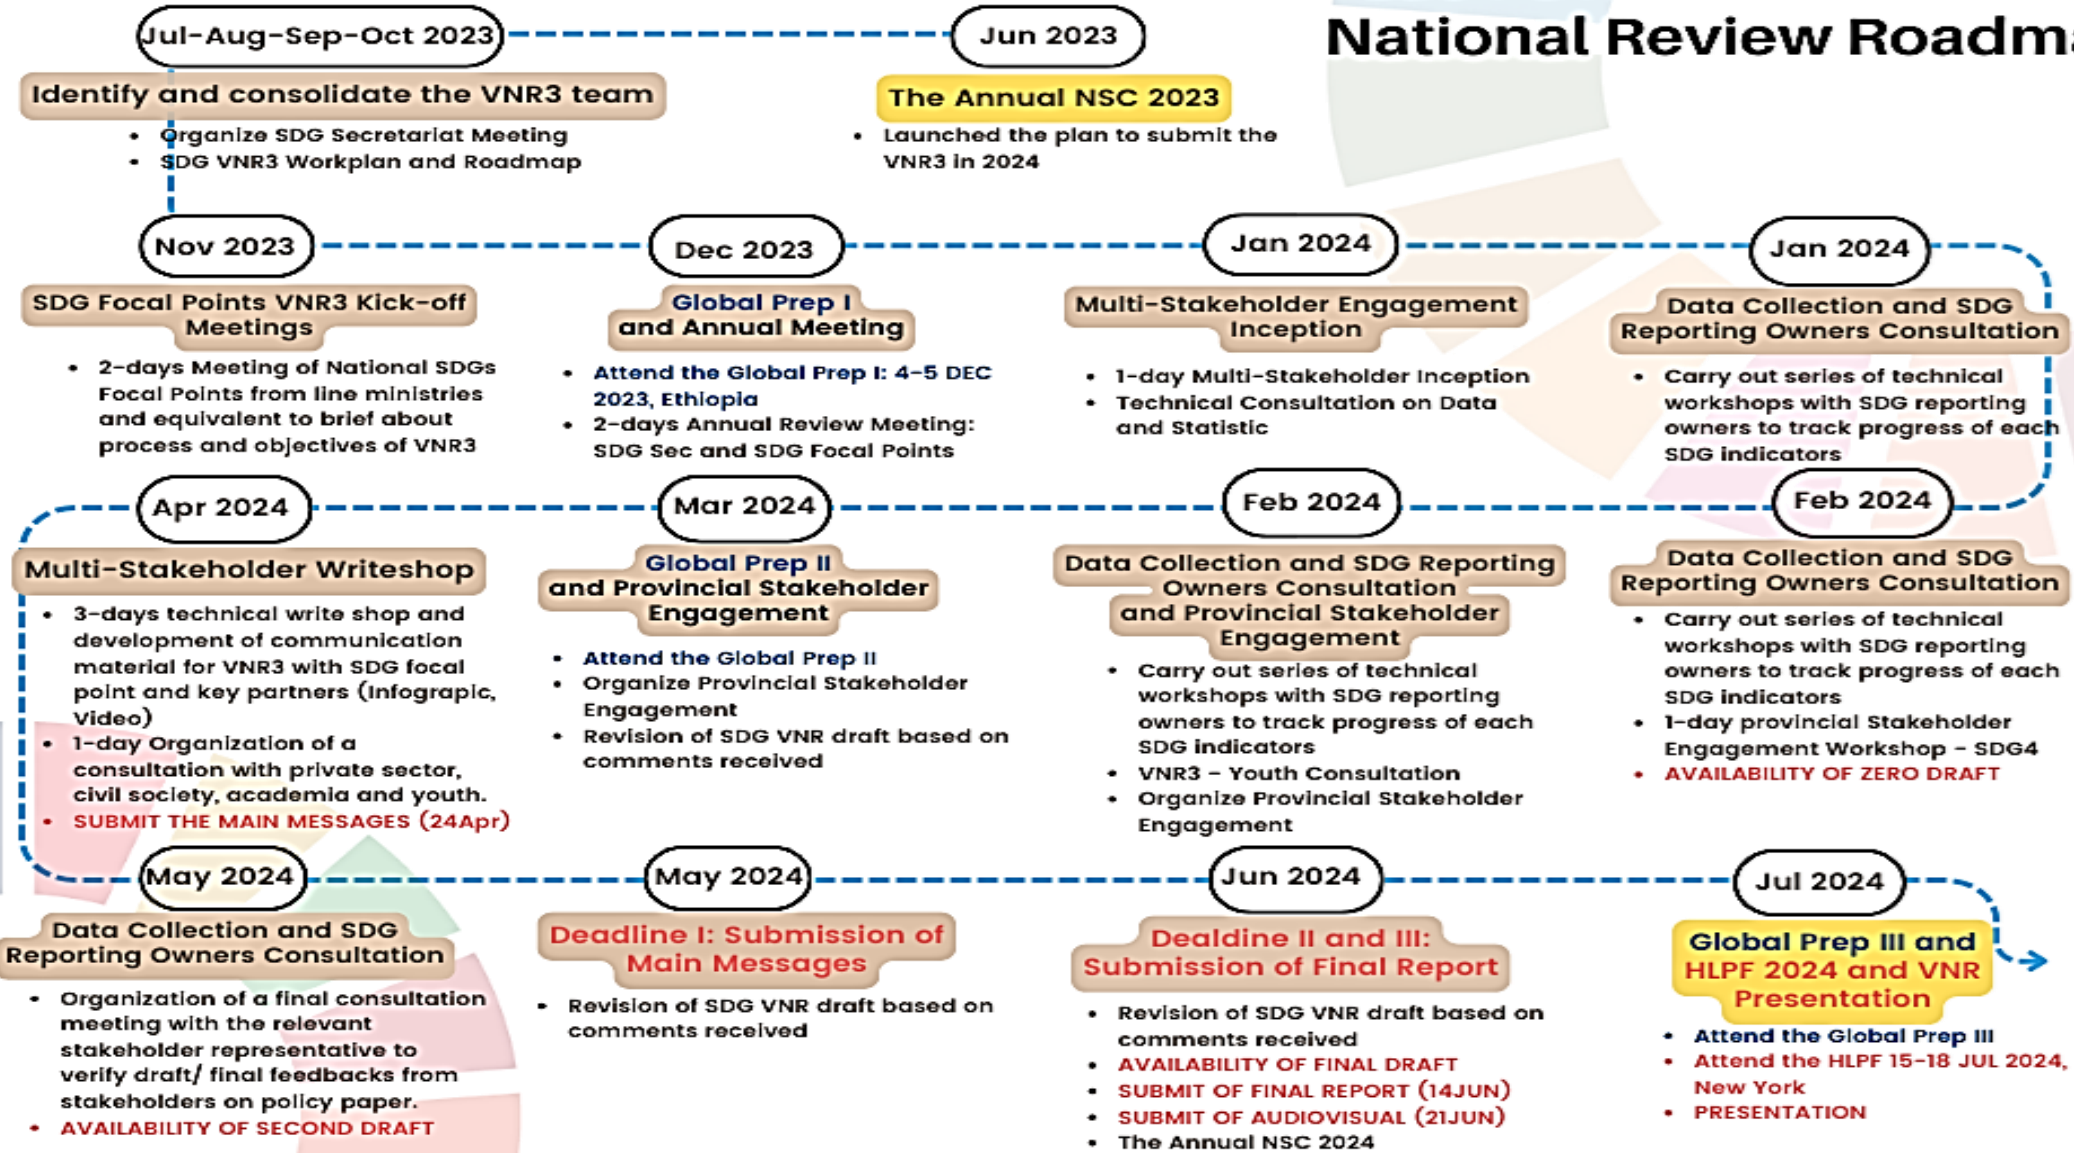 National Review Roadm
Jun 2023
The Annual NSC 2023
• Launched the plan to submit the
VNR3 in 2024
Jul-Aug-Sep-Oct 2023
Identify and consolidate the VNR3 team
• Organize SDG Secretariat Meeting
• SDG VNR3 Workplan and Roadmap
Nov 2023
SDG Focal Points VNR3 Kick-off
Meetings
• 2-days Meeting of National SDGs
Focal Points from line ministries
and equivalent to brief about
process and objectives of VNR3
Dec 2023
Global Prep I
and Annual Meeting
• Attend the Global Prep I: 4-5 DEC
2023, Ethiopia
• 2-days Annual Review Meeting:
SDG Sec and SDG Focal Points
Jan 2024
Multi-Stakeholder Engagement
Inception
• 1-day Multi-Stakeholder Inception
• Technical Consultation on Data
and Statistic
Jan 2024
Data Collection and SDG
Reporting Owners Consultation
• Carry out series of technical
workshops with SDG reporting
owners to track progress of each
SDG indicators
Feb 2024
Data Collection and SDG
Reporting Owners Consultation
• Carry out series of technical
workshops with SDG reporting
owners to track progress of each
SDG indicators
• 1-day provincial Stakeholder
Engagement Workshop - SDG4
• AVAILABILITY OF ZERO DRAFT
Feb 2024
Data Collection and SDG Reporting
Owners Consultation
and Provincial Stakeholder
Engagement
• Carry out series of technical
workshops with SDG reporting
owners to track progress of each
SDG indicators
• VNR3 - Youth Consultation
• Organize Provincial Stakeholder
Engagement
Mar 2024
Global Prep II
and Provincial Stakeholder
Engagement
• Attend the Global Prep II
• Organize Provincial Stakeholder
Engagement
• Revision of SDG VNR draft based on
comments received
Apr 2024
Multi-Stakeholder Writeshop
• 3-days technical write shop and
development of communication
material for VNR3 with SDG focal
point and key partners (Infograpic,
Video)
• 1-day Organization of a
consultation with private sector,
civil society, academia and youth.
• SUBMIT THE MAIN MESSAGES (24Apr)
May 2024
Data Collection and SDG
Reporting Owners Consultation
• Organization of a final consultation
meeting with the relevant
stakeholder representative to
verify draft/ final feedbacks from
stakeholders on policy paper.
• AVAILABILITY OF SECOND DRAFT
May 2024
Deadline I: Submission of
Main Messages
• Revision of SDG VNR draft based on
comments received
Jun 2024
Dealdine II and III:
Submission of Final Report
• Revision of SDG VNR draft based on
comments received
• AVAILABILITY OF FINAL DRAFT
• SUBMIT OF FINAL REPORT (14JUN)
• SUBMIT OF AUDIOVISUAL (21JUN)
• The Annual NSC 2024
Jul 2024
Global Prep III and
HLPF 2024 and VNR
Presentation
• Attend the Global Prep III
• Attend the HLPF 15-18 JUL 2024,
New York
• PRESENTATION